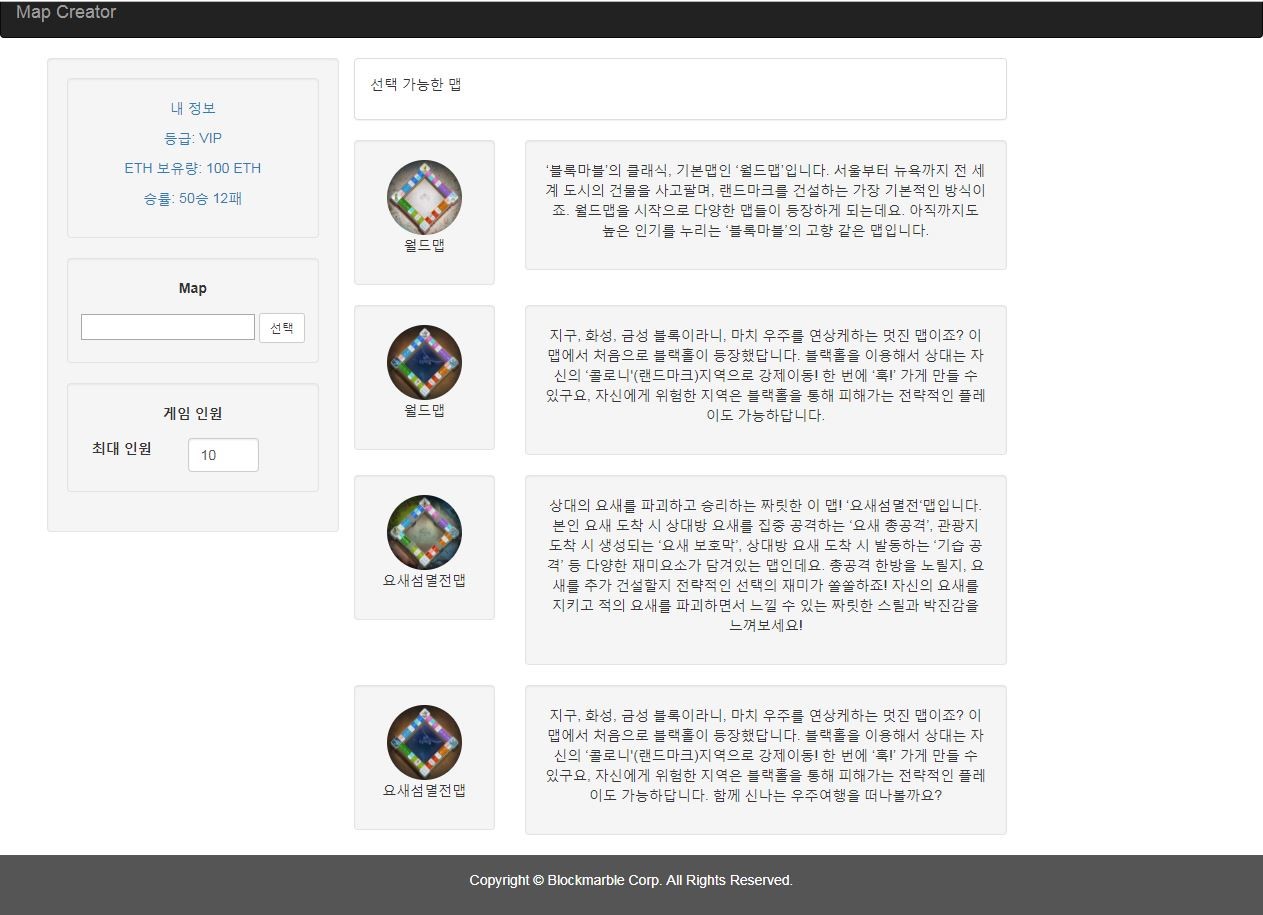 Map Creator
내 정보
등급: VIP
ETH 보유량: 100 ETH
승률: 50승 12패
Map
선택
게임 인원
최대 인원
10
선택 가능한 맵
월드맵
‘블록마블’의 클래식, 기본맵인 ‘월드맵’입니다. 서울부터 뉴욕까지 전 세
계 도시의 건물을 사고팔며, 랜드마크를 건설하는 가장 기본적인 방식이
죠. 월드맵을 시작으로 다양한 맵들이 등장하게 되는데요. 아직까지도
높은 인기를 누리는 ‘블록마블’의 고향 같은 맵입니다.
월드맵
지구, 화성, 금성 블록이라니, 마치 우주를 연상케하는 멋진 맵이죠? 이
맵에서 처음으로 블랙홀이 등장했답니다. 블랙홀을 이용해서 상대는 자
신의 ‘콜로니'(랜드마크)지역으로 강제이동! 한 번에 ‘훅!’ 가게 만들 수
있구요, 자신에게 위험한 지역은 블랙홀을 통해 피해가는 전략적인 플레
이도 가능하답니다.
요새섬멸전맵
상대의 요새를 파괴하고 승리하는 짜릿한 이 맵! ‘요새섬멸전‘맵입니다.
본인 요새 도착 시 상대방 요새를 집중 공격하는 ‘요새 총공격’, 관광지
도착 시 생성되는 ‘요새 보호막’, 상대방 요새 도착 시 발동하는 ‘기습 공
격’ 등 다양한 재미요소가 담겨있는 맵인데요. 총공격 한방을 노릴지, 요
새를 추가 건설할지 전략적인 선택의 재미가 쏠쏠하죠! 자신의 요새를
지키고 적의 요새를 파괴하면서 느낄 수 있는 짜릿한 스릴과 박진감을
느껴보세요!
요새섬멸전맵
지구, 화성, 금성 블록이라니, 마치 우주를 연상케하는 멋진 맵이죠? 이
맵에서 처음으로 블랙홀이 등장했답니다. 블랙홀을 이용해서 상대는 자
신의 ‘콜로니'(랜드마크)지역으로 강제이동! 한 번에 ‘훅!’ 가게 만들 수
있구요, 자신에게 위험한 지역은 블랙홀을 통해 피해가는 전략적인 플레
이도 가능하답니다. 함께 신나는 우주여행을 떠나볼까요?
Copyright © Blockmarble Corp. All Rights Reserved.